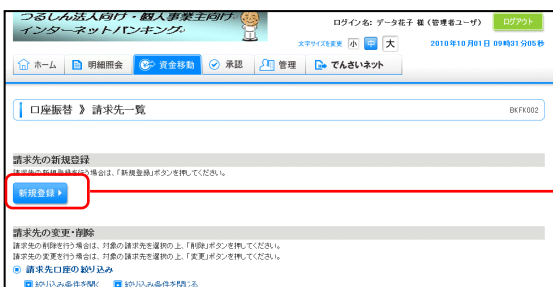 つるしん法人向け・個人事業主向け
インターネットバンキング
ログイン名: データ花子 様 (管理者ユーザ)
ログアウト
文字サイズを変更 小 中 大
2010年10月01日 09時31分05秒
ホーム 明細照会 資金移動 承認 管理 でんさいネット
口座振替 》 請求先一覧
BKFK002
請求先の新規登録
請求先の新規登録を行う場合は、「新規登録」ボタンを押してください。
新規登録
請求先の変更・削除
請求先の削除を行う場合は、対象の請求先を選択の上、「削除」ボタンを押してください。
請求先の変更を行う場合は、対象の請求先を選択の上、「変更」ボタンを押してください。
請求先口座の絞り込み
絞り込み条件を開く 絞り込み条件を閉じる